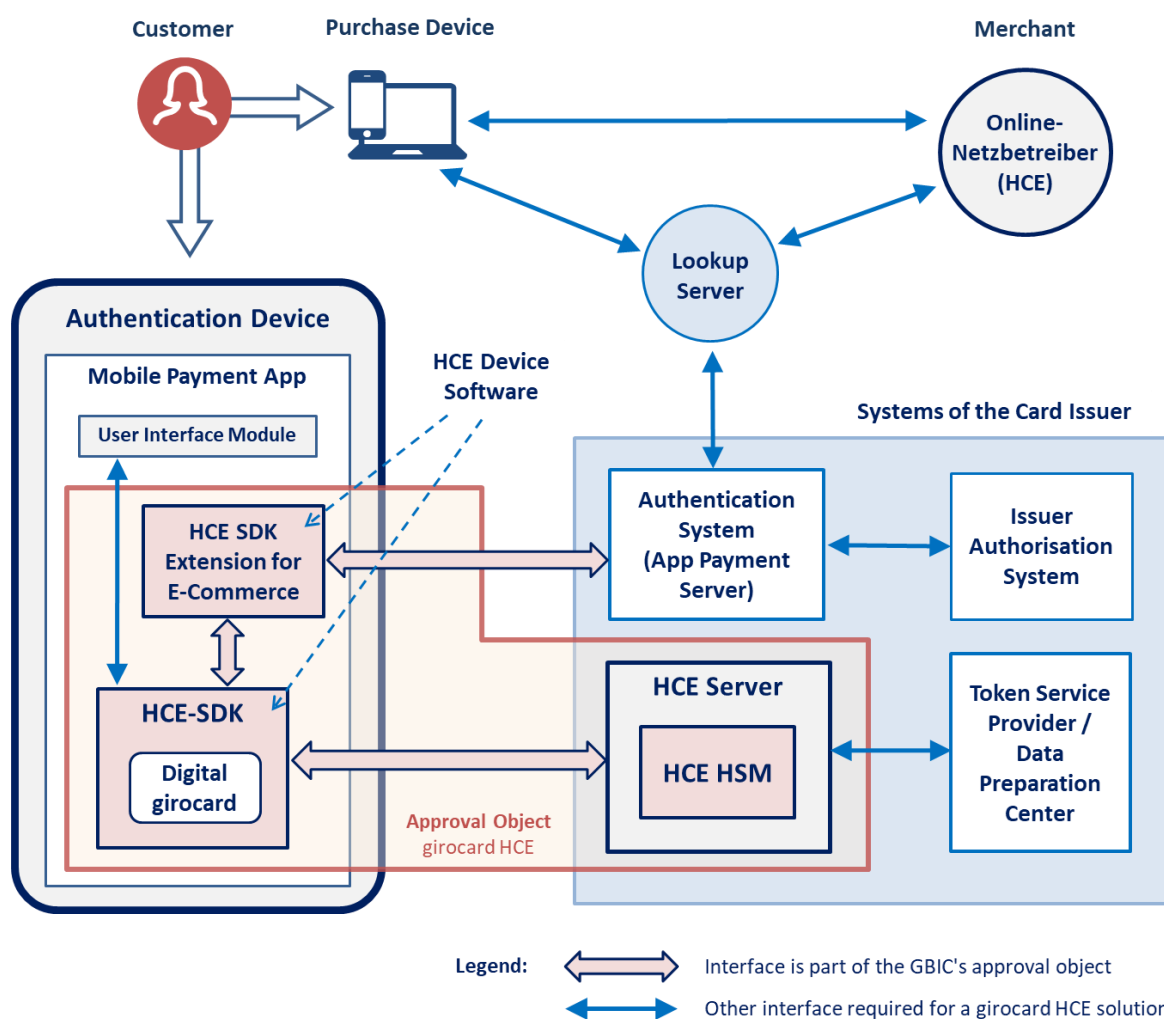 Customer
Purchase Device
Merchant
Online-
Netzbetreiber
(HCE)
Lookup
Server
Authentication Device
Mobile Payment App
HCE Device
Software
User Interface Module
Systems of the Card Issuer
HCE SDK
Extension for
E-Commerce
Authentication
System
(App Payment
Server)
Issuer
Authorisation
System
HCE-SDK
Digital
girocard
HCE Server
HCE HSM
Token Service
Provider /
Data
Preparation
Center
Approval Object
girocard HCE
Legend:
Interface is part of the GBIC's approval object
Other interface required for a girocard HCE solution